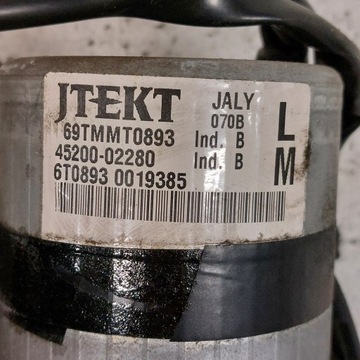 JTEKT JALY L
69TMMT0893 070B
45200-02280 Ind. B
6T0893 0019385 Ind. B M